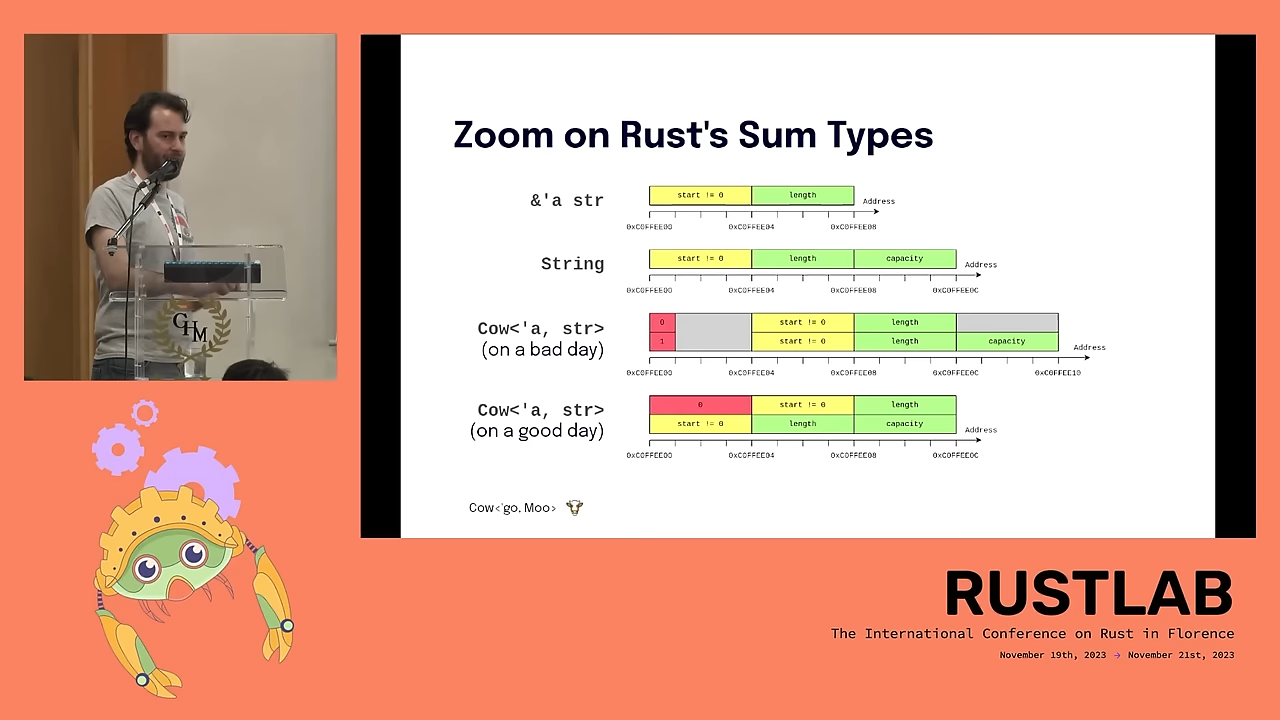 Zoom on Rust's Sum Types
&'a str
start != 0 length
Address
0xC0FFEE00 0xC0FFEE04 0xC0FFEE08
String
start != 0 length capacity
Address
0xC0FFEE00 0xC0FFEE04 0xC0FFEE08 0xC0FFEE0C
Cow<'a, str>
(on a bad day)
0 start != 0 length
1 start != 0 length capacity
Address
0xC0FFEE00 0xC0FFEE04 0xC0FFEE08 0xC0FFEE0C 0xC0FFEE10
Cow<'a, str>
(on a good day)
0 start != 0 length
start != 0 length capacity
Address
0xC0FFEE00 0xC0FFEE04 0xC0FFEE08 0xC0FFEE0C
Cow<'go, Moo>
GHM
RUSTLAB
The International Conference on Rust in Florence
November 19th, 2023 → November 21st, 2023